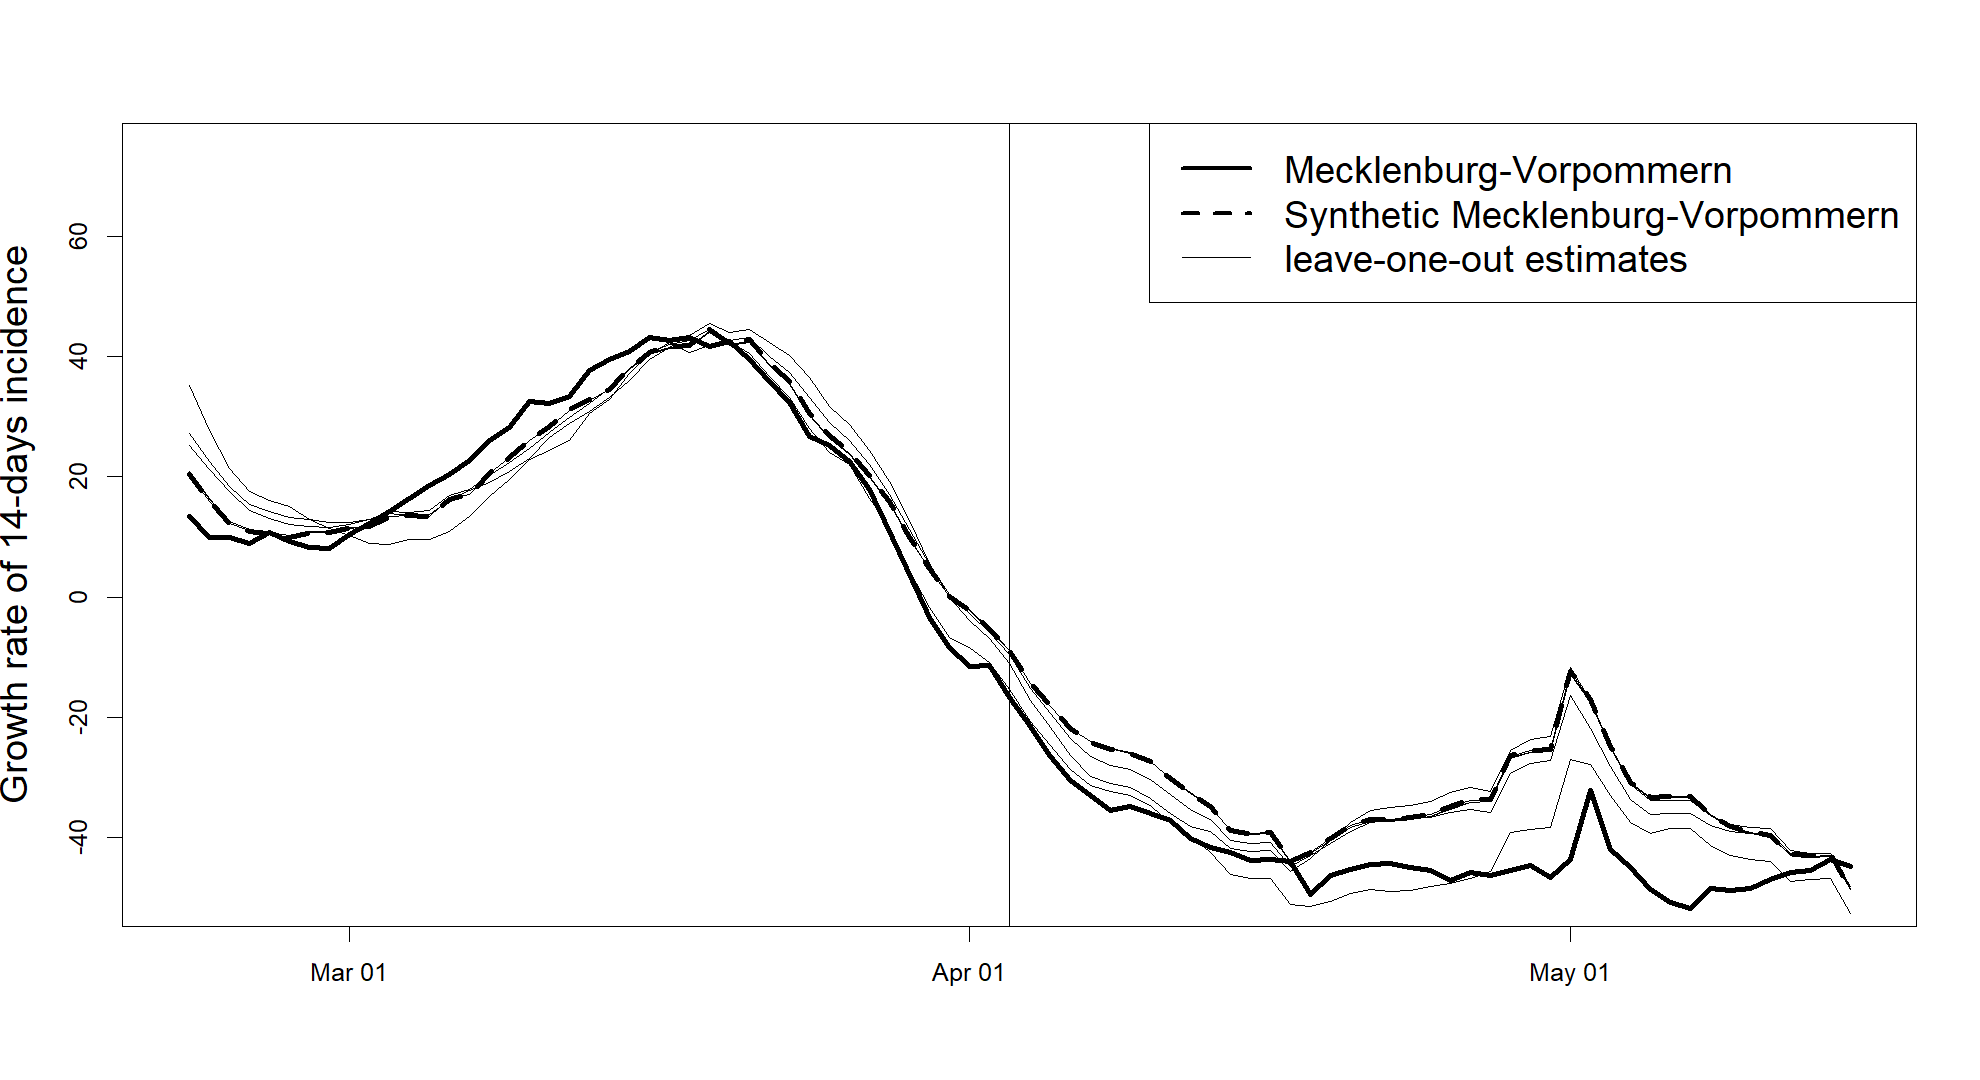 Growth rate of 14-days incidence
60
40
20
0
-20
-40
Mar 01
Apr 01
May 01
Mecklenburg-Vorpommern
Synthetic Mecklenburg-Vorpommern
leave-one-out estimates